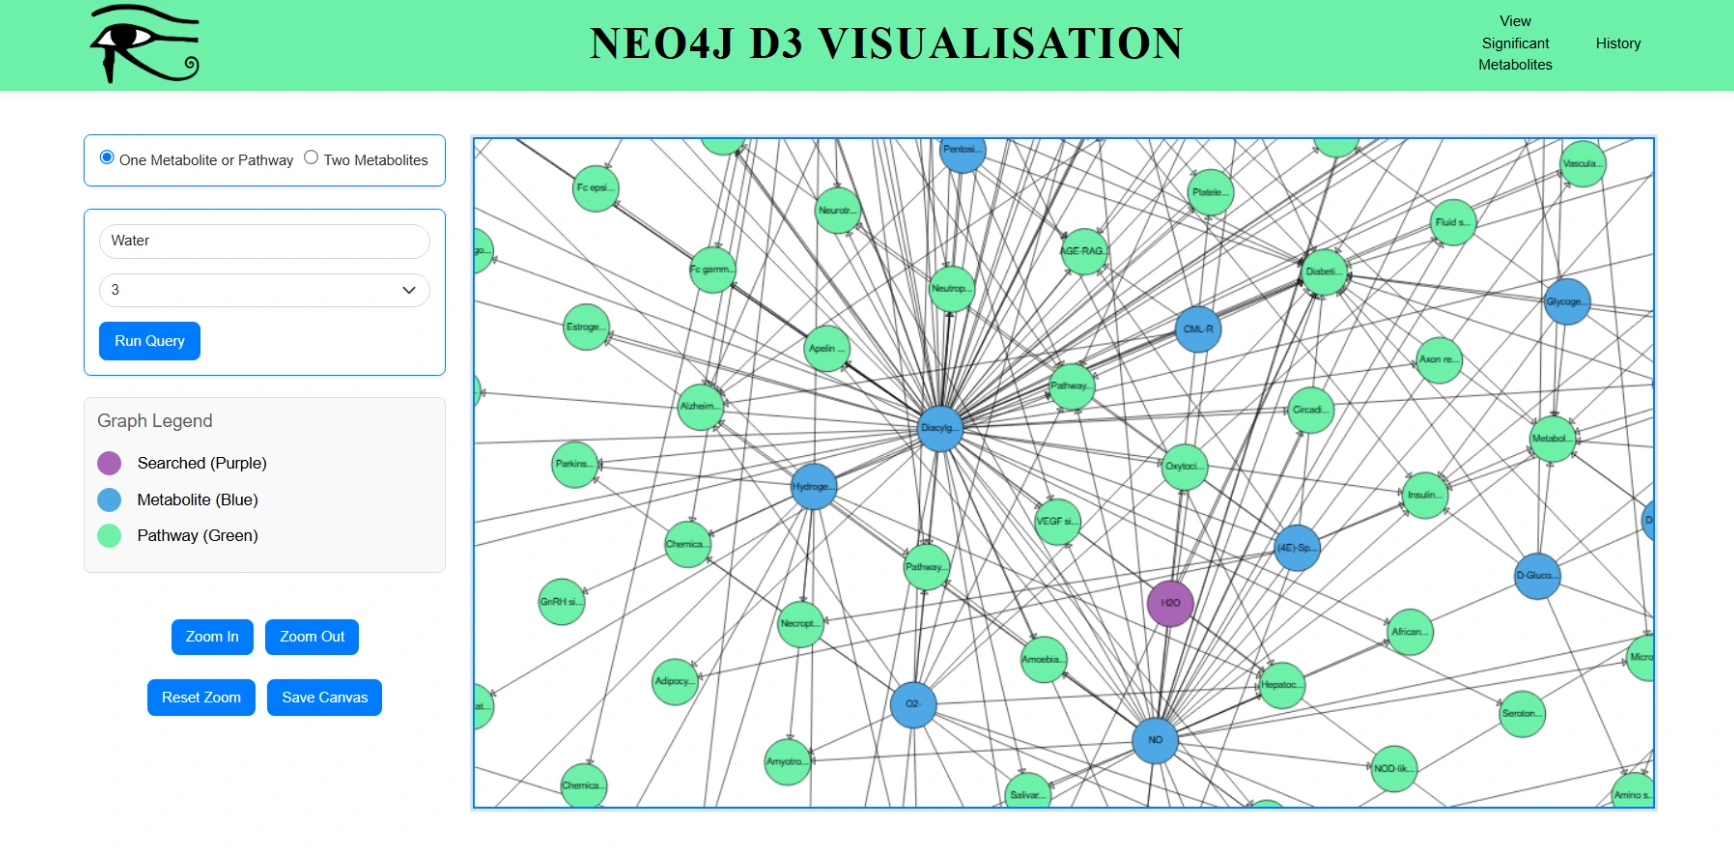 NEO4J D3 VISUALISATION
View
Significant
Metabolites
History
One Metabolite or Pathway
Two Metabolites
Water
3
Run Query
Graph Legend
Searched (Purple)
Metabolite (Blue)
Pathway (Green)
Zoom In
Zoom Out
Reset Zoom
Save Canvas
Pentosi...
Vascula...
Fc epsi...
Platele...
Neurotr...
Fluid s...
go...
AGE-RAG...
Fc gamm...
Diabeti...
Neutrop...
Glycoge...
Estroge...
CML-R
Apelin ...
Axon re...
Pathway...
Alzheim...
Circadi...
Diacylg...
Metabol...
Parkins...
Oxytoci...
Hydroge...
Insulin...
VEGF si...
D
Chemica...
(4E)-Sp...
Pathway...
D-Gluco...
GnRH si...
H2O
Necropt...
African...
Amoebia...
Micro
Adipocy...
Hepatoc...
at...
O2-
Seroton...
NO
Amyotro...
NOD-lik...
Chemica...
Salivar...
Amino s...